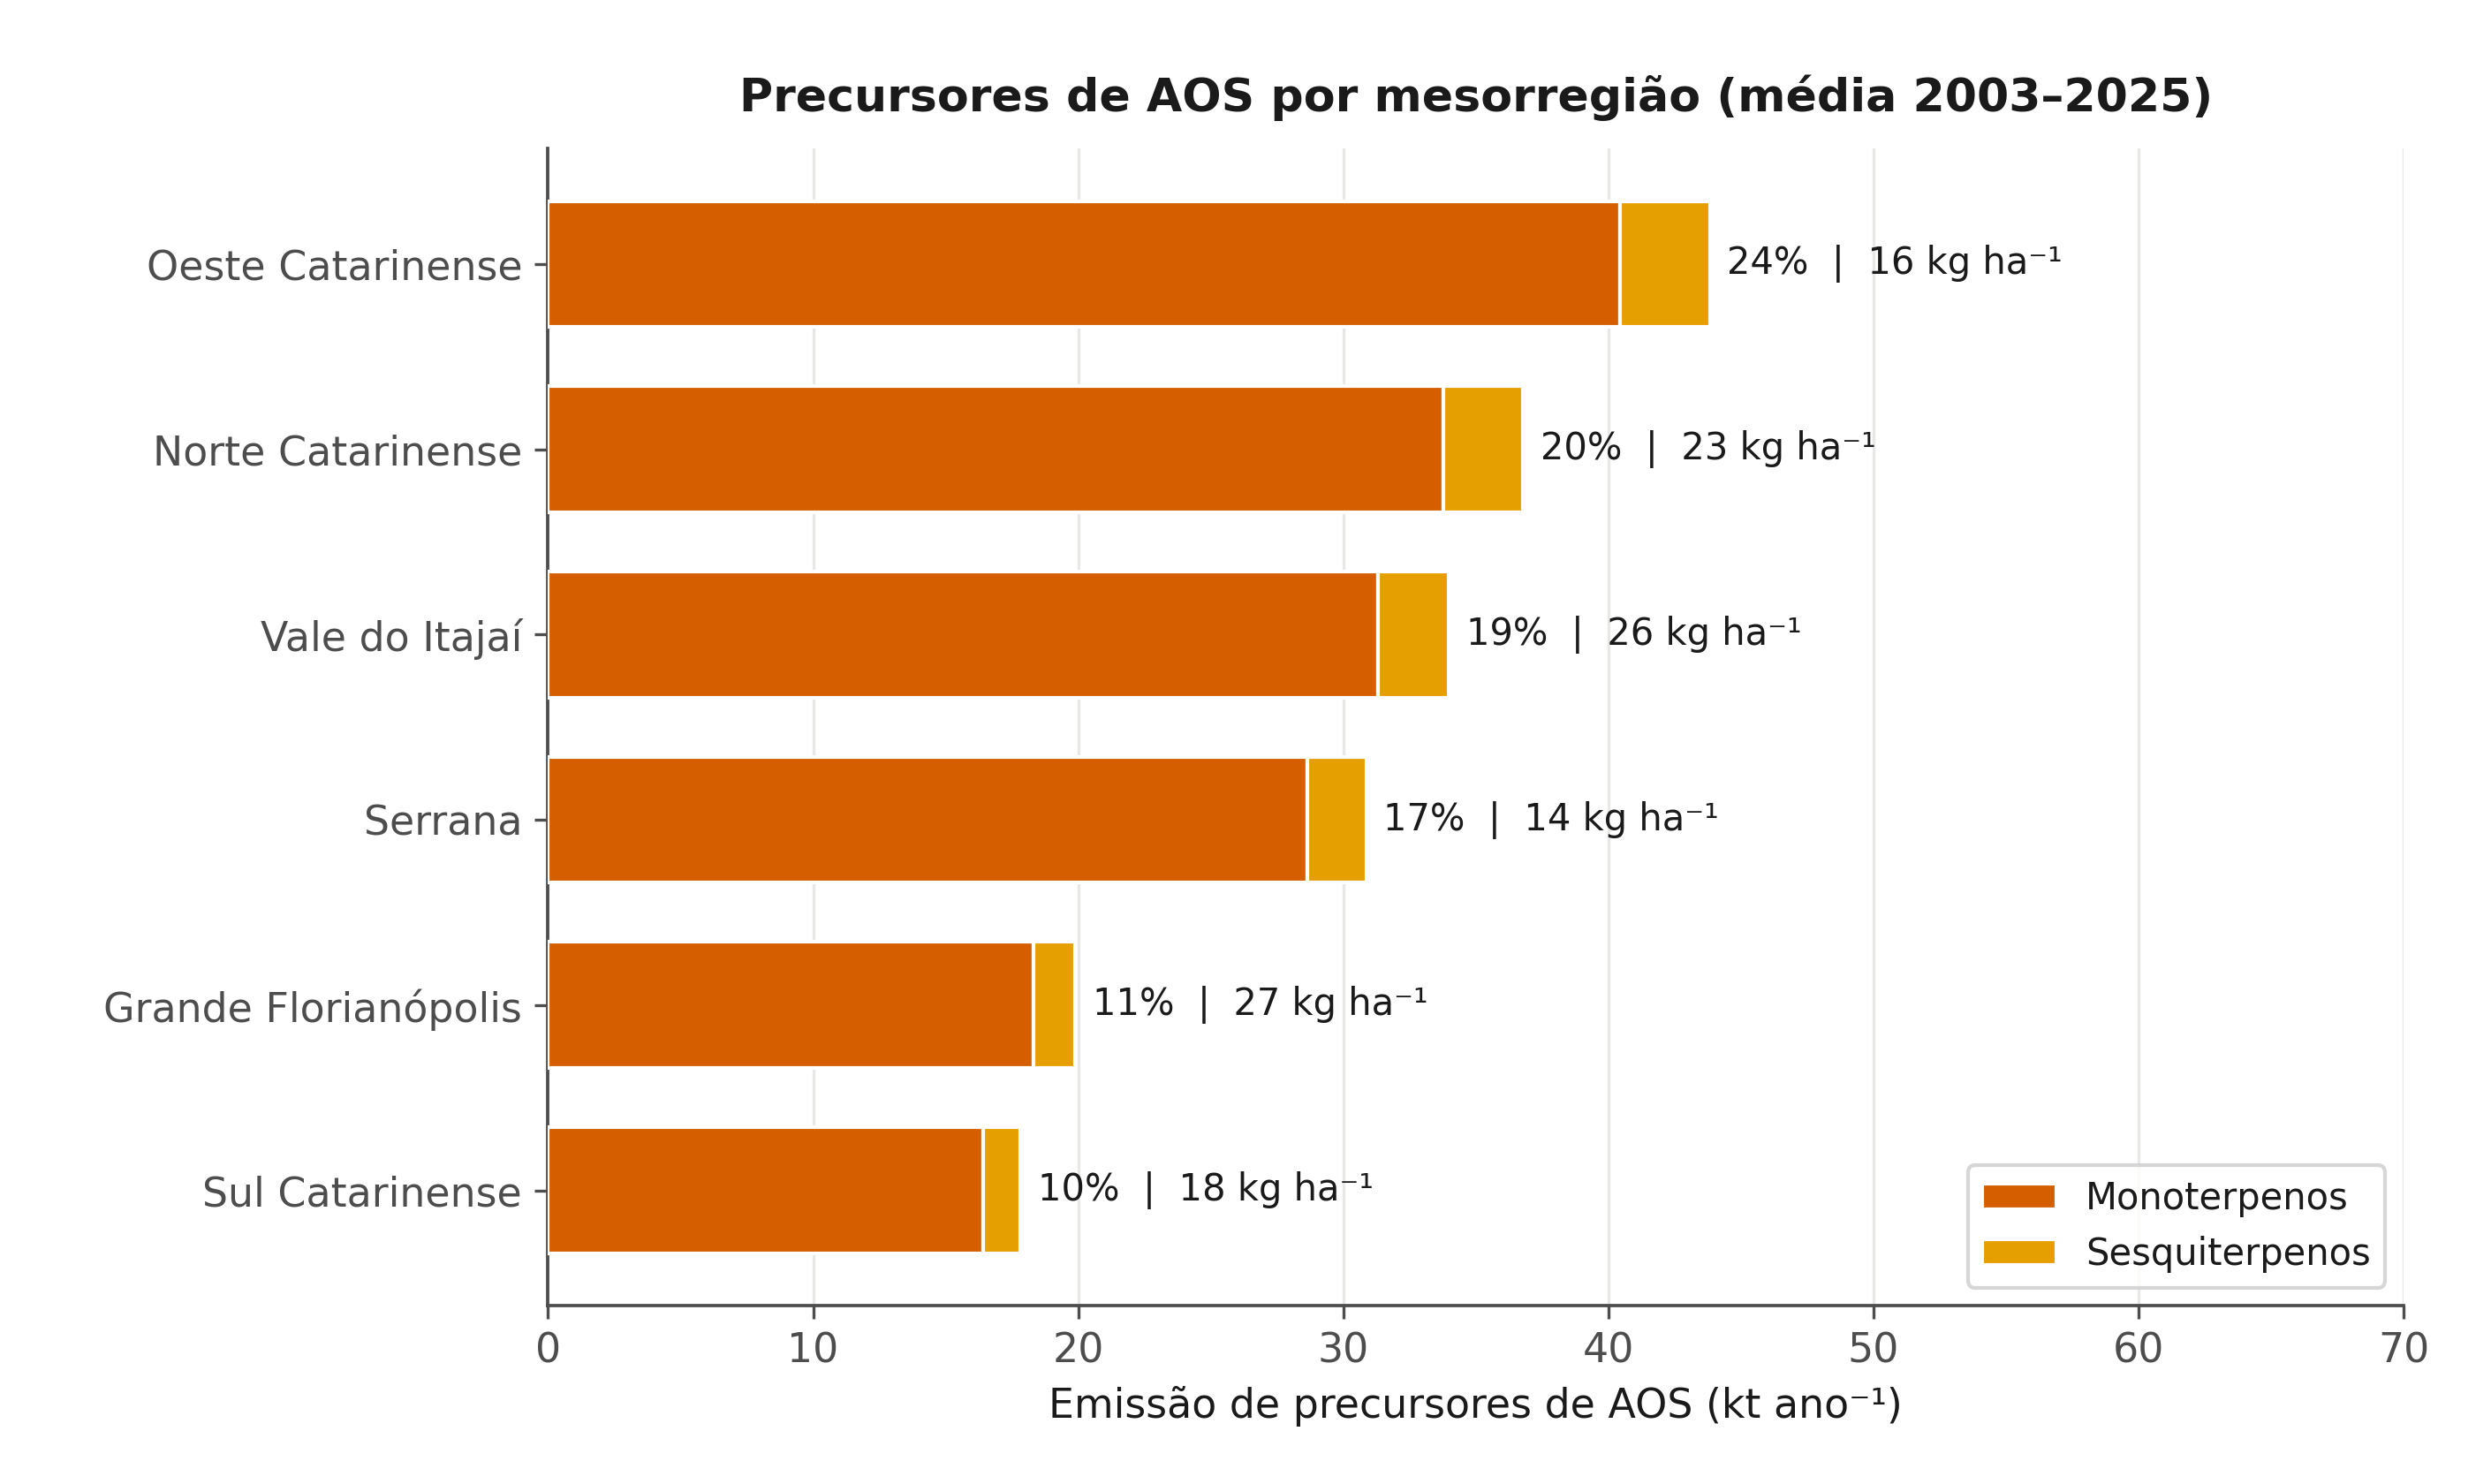 Precursores de AOS por mesorregião (média 2003–2025)
Oeste Catarinense
24% | 16 kg ha⁻¹
Norte Catarinense
20% | 23 kg ha⁻¹
Vale do Itajaí
19% | 26 kg ha⁻¹
Serrana
17% | 14 kg ha⁻¹
Grande Florianópolis
11% | 27 kg ha⁻¹
Sul Catarinense
10% | 18 kg ha⁻¹
Monoterpenos
Sesquiterpenos
0 10 20 30 40 50 60 70
Emissão de precursores de AOS (kt ano⁻¹)